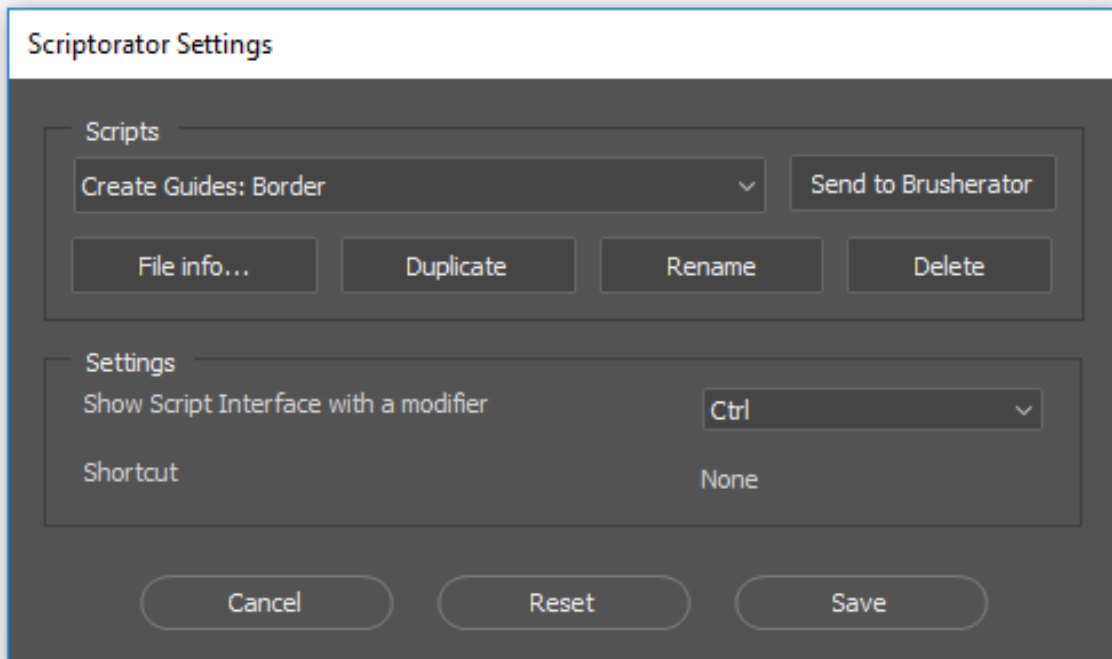 Scriptorator Settings
Scripts
Create Guides: Border
Send to Brusherator
File info...
Duplicate
Rename
Delete
Settings
Show Script Interface with a modifier
Ctrl
Shortcut
None
Cancel
Reset
Save